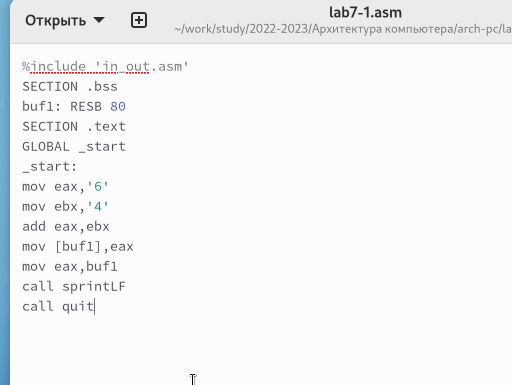 Открыть
lab7-1.asm
~/work/study/2022-2023/Архитектура компьютера/arch-pc/la
%include 'in_out.asm'
SECTION .bss
buf1: RESB 80
SECTION .text
GLOBAL _start
_start:
mov eax,'6'
mov ebx,'4'
add eax,ebx
mov [buf1],eax
mov eax,buf1
call sprintLF
call quit